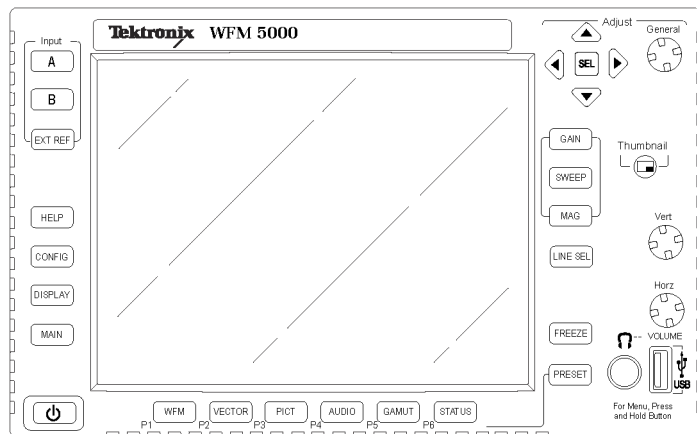 Tektronix WFM 5000
Input
A
B
EXT REF
HELP
CONFIG
DISPLAY
MAIN
WFM
VECTOR
PICT
AUDIO
GAMUT
STATUS
P1
P2
P3
P4
P5
P6
Adjust
SEL
General
GAIN
SWEEP
MAG
LINE SEL
Thumbnail
Vert
Horz
FREEZE
PRESET
VOLUME
USB
For Menu, Press
and Hold Button